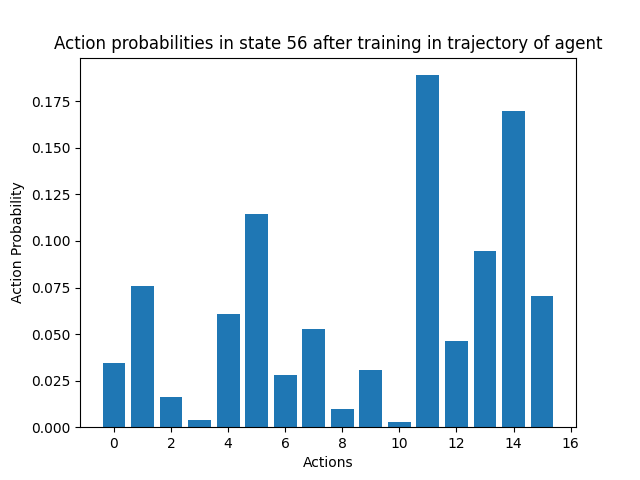 Action probabilities in state 56 after training in trajectory of agent
0.175
0.150
0.125
0.100
0.075
0.050
0.025
0.000
Action Probability
0 2 4 6 8 10 12 14 16
Actions